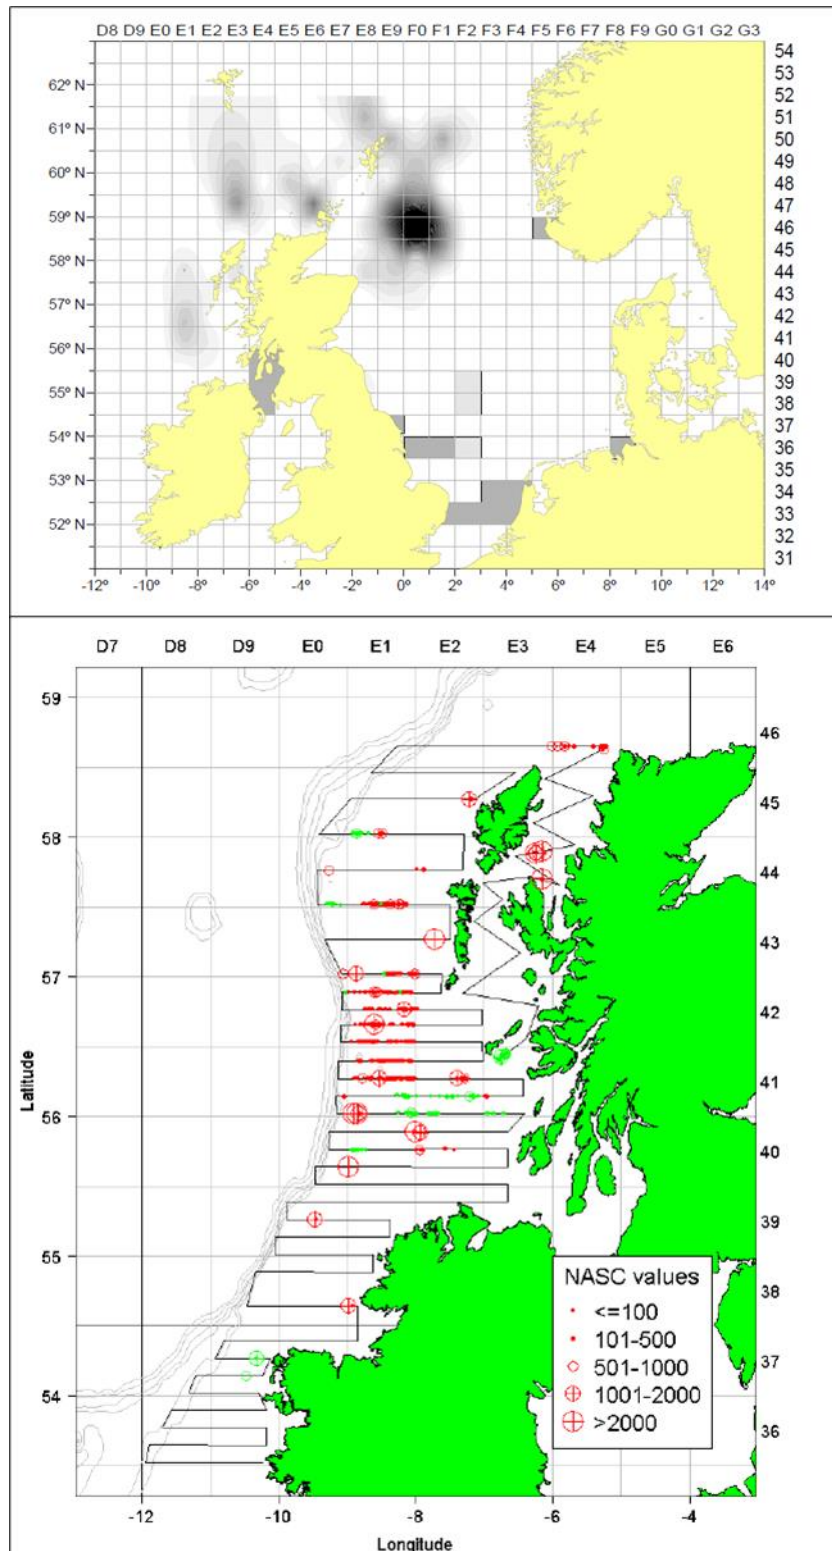 D8 D9 E0 E1 E2 E3 E4 E5 E6 E7 E8 E9 F0 F1 F2 F3 F4 F5 F6 F7 F8 F9 G0 G1 G2 G3
54
53
62° N
52
61° N
51
50
60° N
49
48
59° N
47
46
58° N
45
44
57° N
43
42
56° N
41
40
55° N
39
38
54° N
37
36
53° N
35
34
52° N
33
32
31
-12° -10° -8° -6° -4° -2° 0° 2° 4° 6° 8° 10° 12° 14°
D7 D8 D9 E0 E1 E2 E3 E4 E5 E6
59
46
45
58
44
43
57
42
Latitude
41
56
40
39
55
38
37
54
36
NASC values
<=100
101-500
501-1000
1001-2000
>2000
-12 -10 -8 -6 -4
Longitude